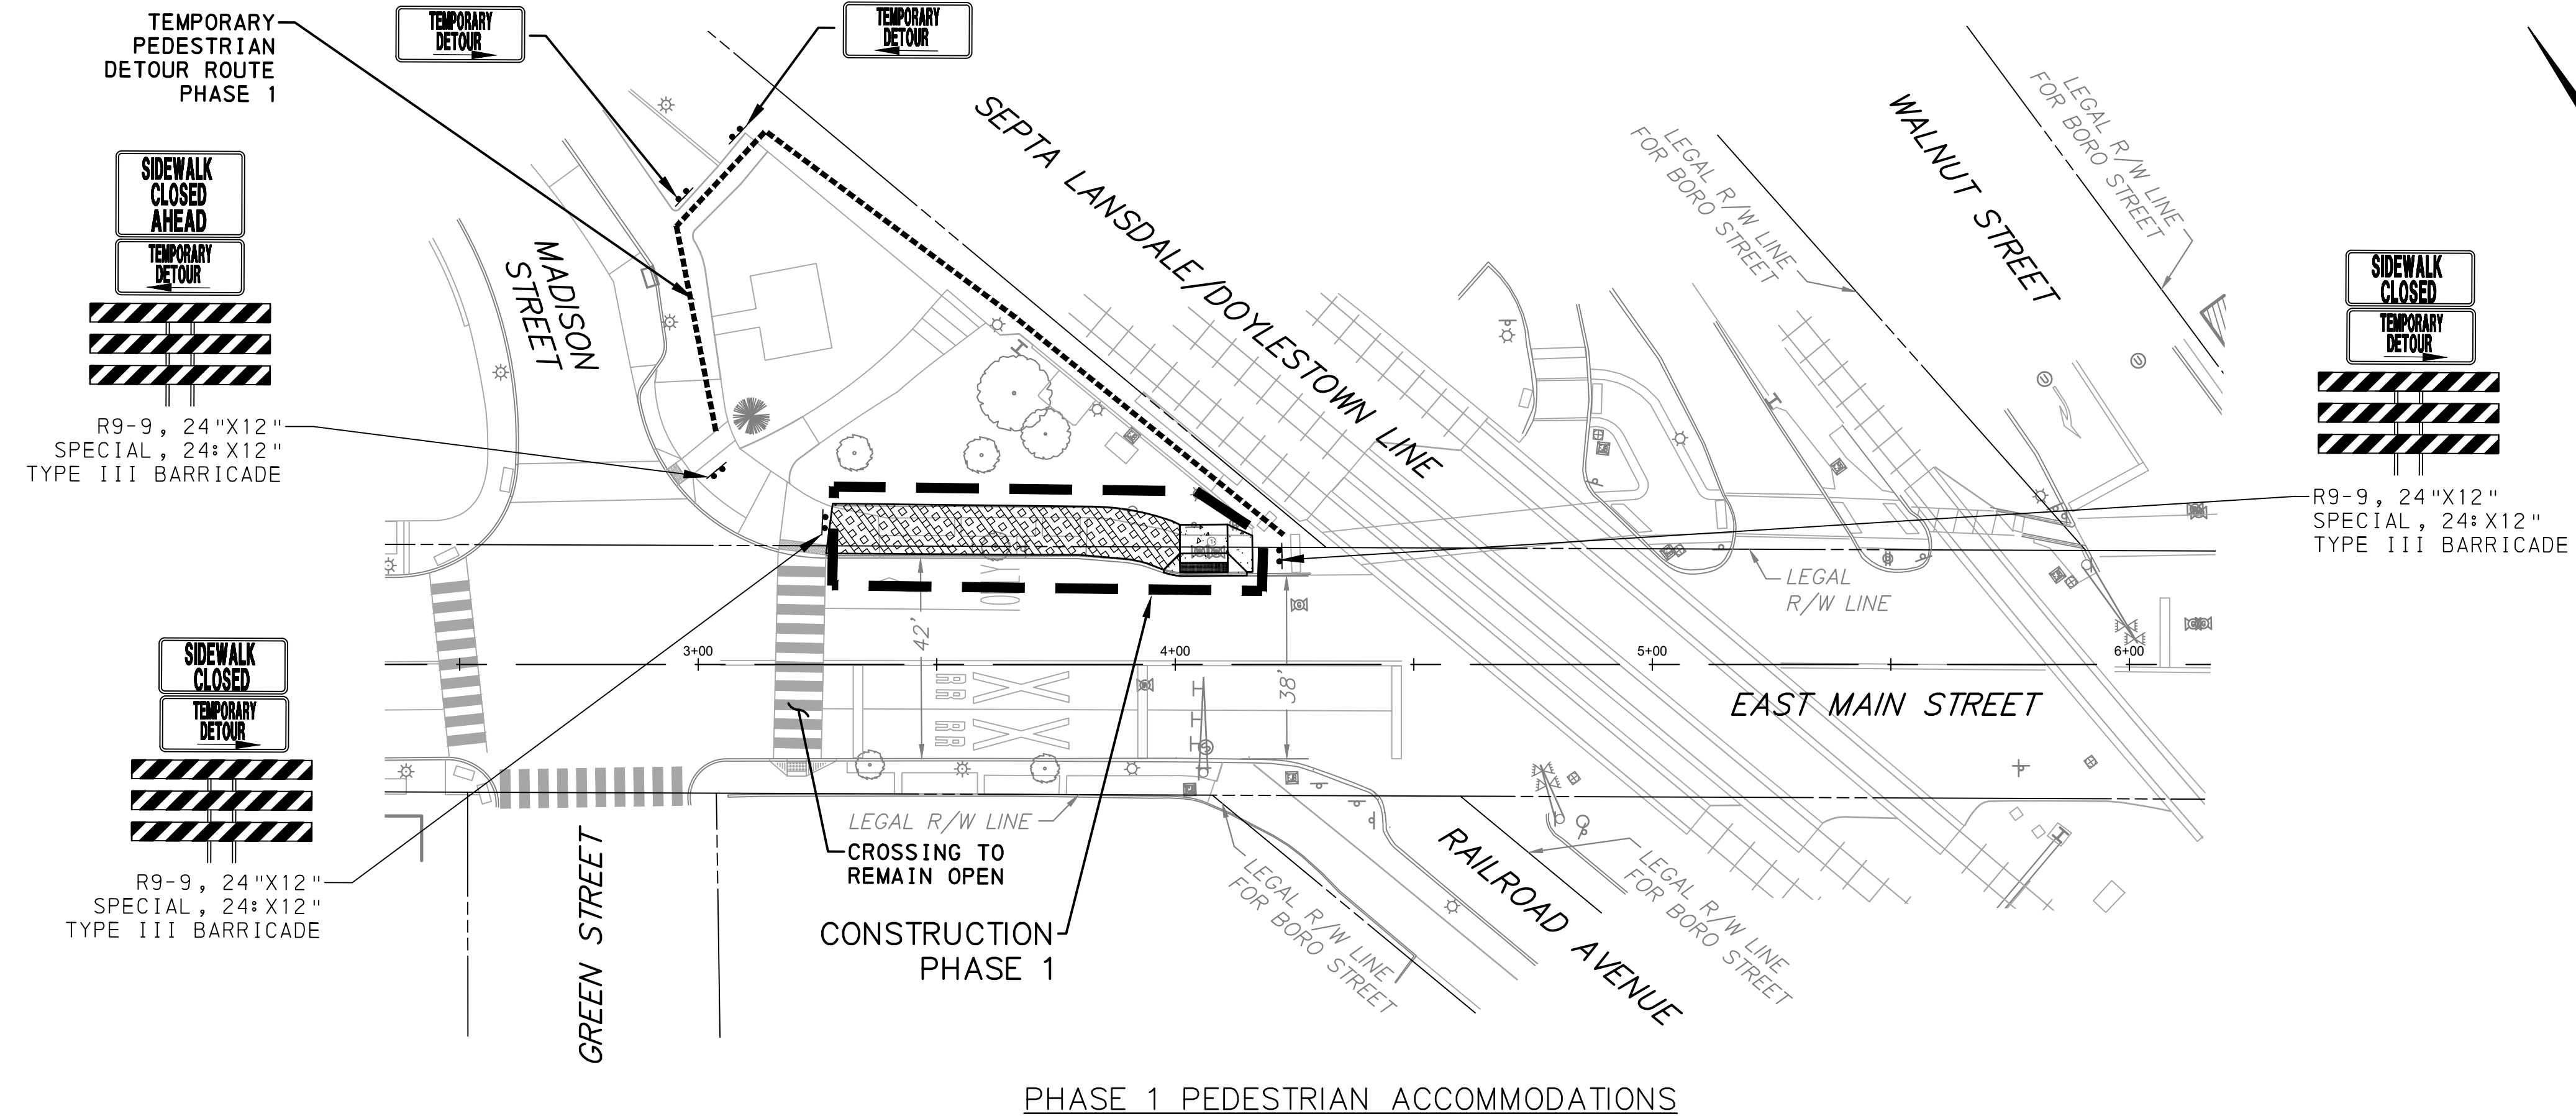 TEMPORARY
PEDESTRIAN
DETOUR ROUTE
PHASE 1
TEMPORARY
DETOUR
TEMPORARY
DETOUR
SIDEWALK
CLOSED
AHEAD
TEMPORARY
DETOUR
R9-9, 24"X12"
SPECIAL, 24:X12"
TYPE III BARRICADE
SIDEWALK
CLOSED
TEMPORARY
DETOUR
R9-9, 24"X12"
SPECIAL, 24:X12"
TYPE III BARRICADE
MADISON
STREET
SEPTA LANSDALE/DOYLESTOWN LINE
LEGAL R/W LINE
FOR BORO STREET
WALNUT STREET
LEGAL R/W LINE
FOR BORO STREET
SIDEWALK
CLOSED
TEMPORARY
DETOUR
R9-9, 24"X12"
SPECIAL, 24:X12"
TYPE III BARRICADE
LEGAL
R/W LINE
42'
38'
3+00
4+00
5+00
6+00
RR
RR
EAST MAIN STREET
LEGAL R/W LINE
CROSSING TO
REMAIN OPEN
CONSTRUCTION
PHASE 1
GREEN STREET
LEGAL R/W LINE
FOR BORO STREET
RAILROAD AVENUE
LEGAL R/W LINE
FOR BORO STREET
PHASE 1 PEDESTRIAN ACCOMMODATIONS